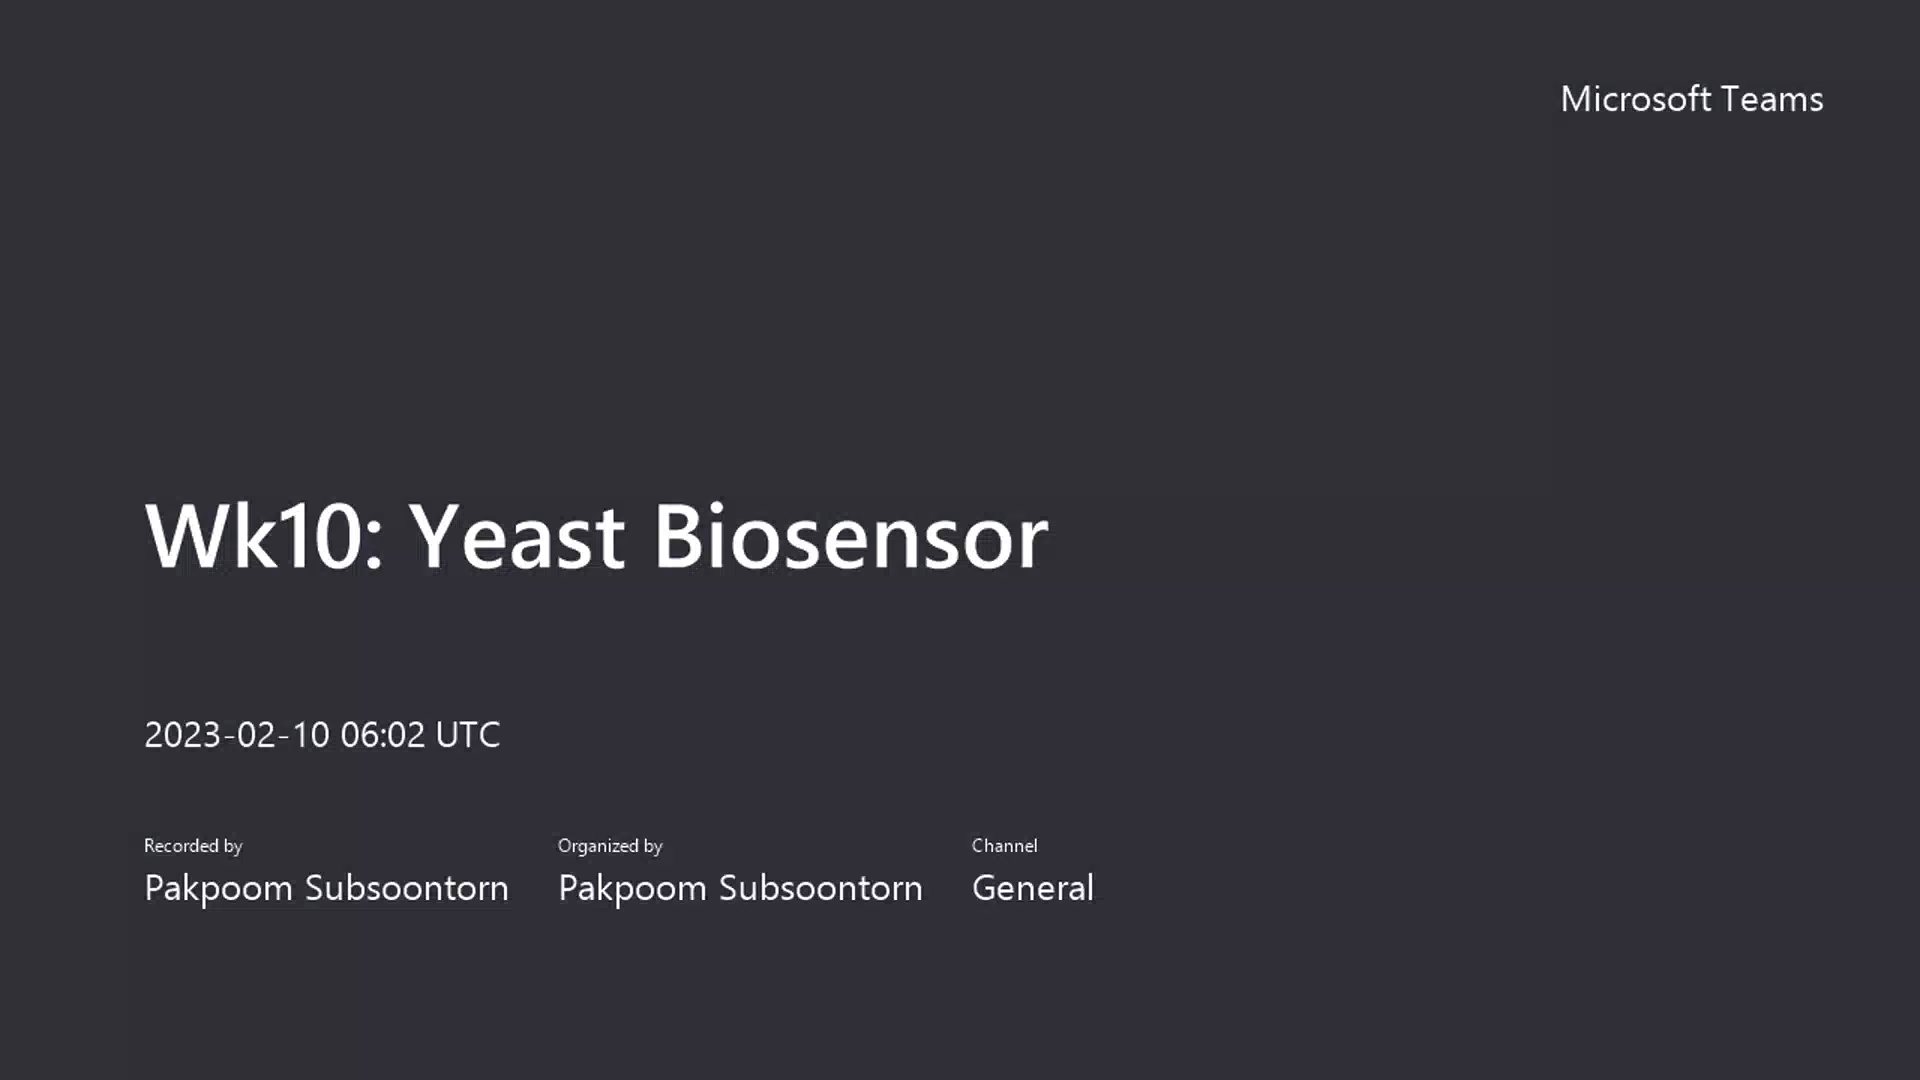 Microsoft Teams
Wk10: Yeast Biosensor
2023-02-10 06:02 UTC
Recorded by
Pakpoom Subsoontorn
Organized by
Pakpoom Subsoontorn
Channel
General